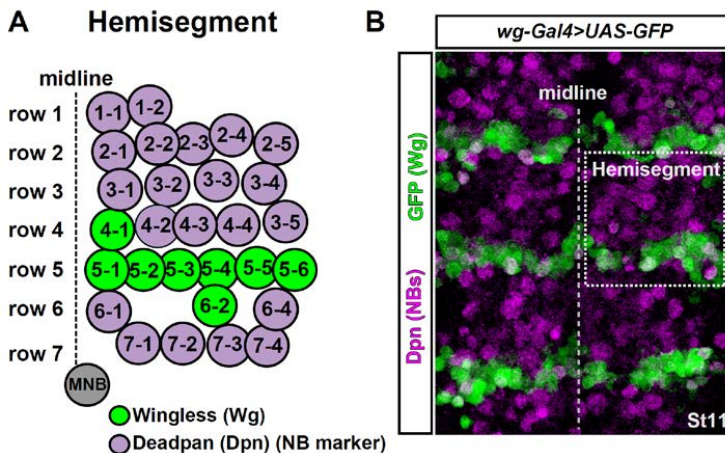 A Hemisegment
midline
row 1
1-1 1-2
row 2
2-1 2-2 2-3 2-4 2-5
row 3
3-1 3-2 3-3 3-4
row 4
4-1 4-2 4-3 4-4 3-5
row 5
5-1 5-2 5-3 5-4 5-5 5-6
row 6
6-1 6-2 6-4
row 7
7-1 7-2 7-3 7-4
MNB
Wingless (Wg)
Deadpan (Dpn) (NB marker)
B
wg-Gal4>UAS-GFP
GFP (Wg)
Dpn (NBs)
midline
Hemisegment
St11